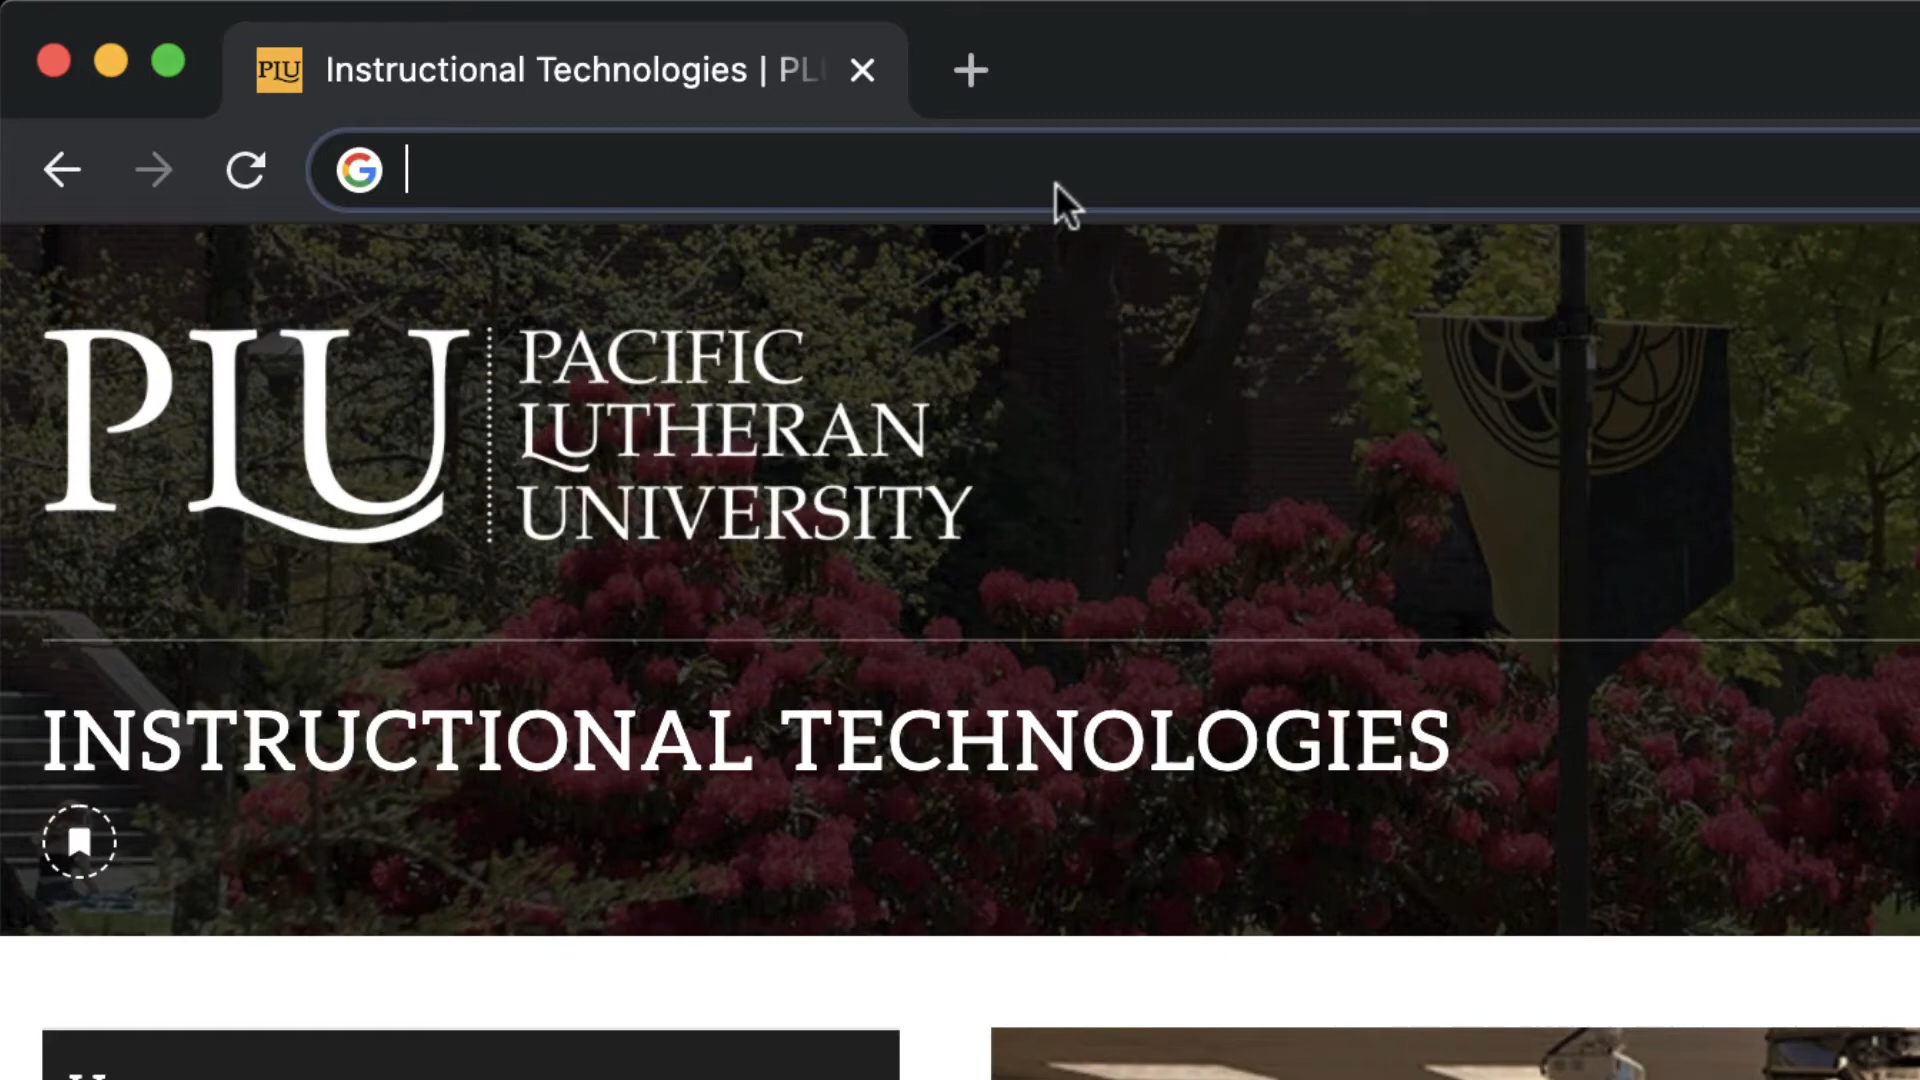 PLU Instructional Technologies | PL
PLU
PACIFIC
LUTHERAN
UNIVERSITY
INSTRUCTIONAL TECHNOLOGIES